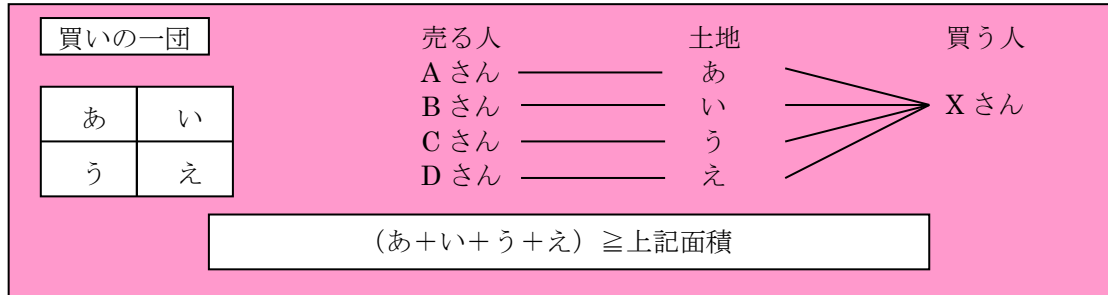 買いの一団
売る人 土地 買う人
Aさん あ
Bさん い Xさん
Cさん う
Dさん え
あ い
う え
(あ+い+う+え)≧上記面積